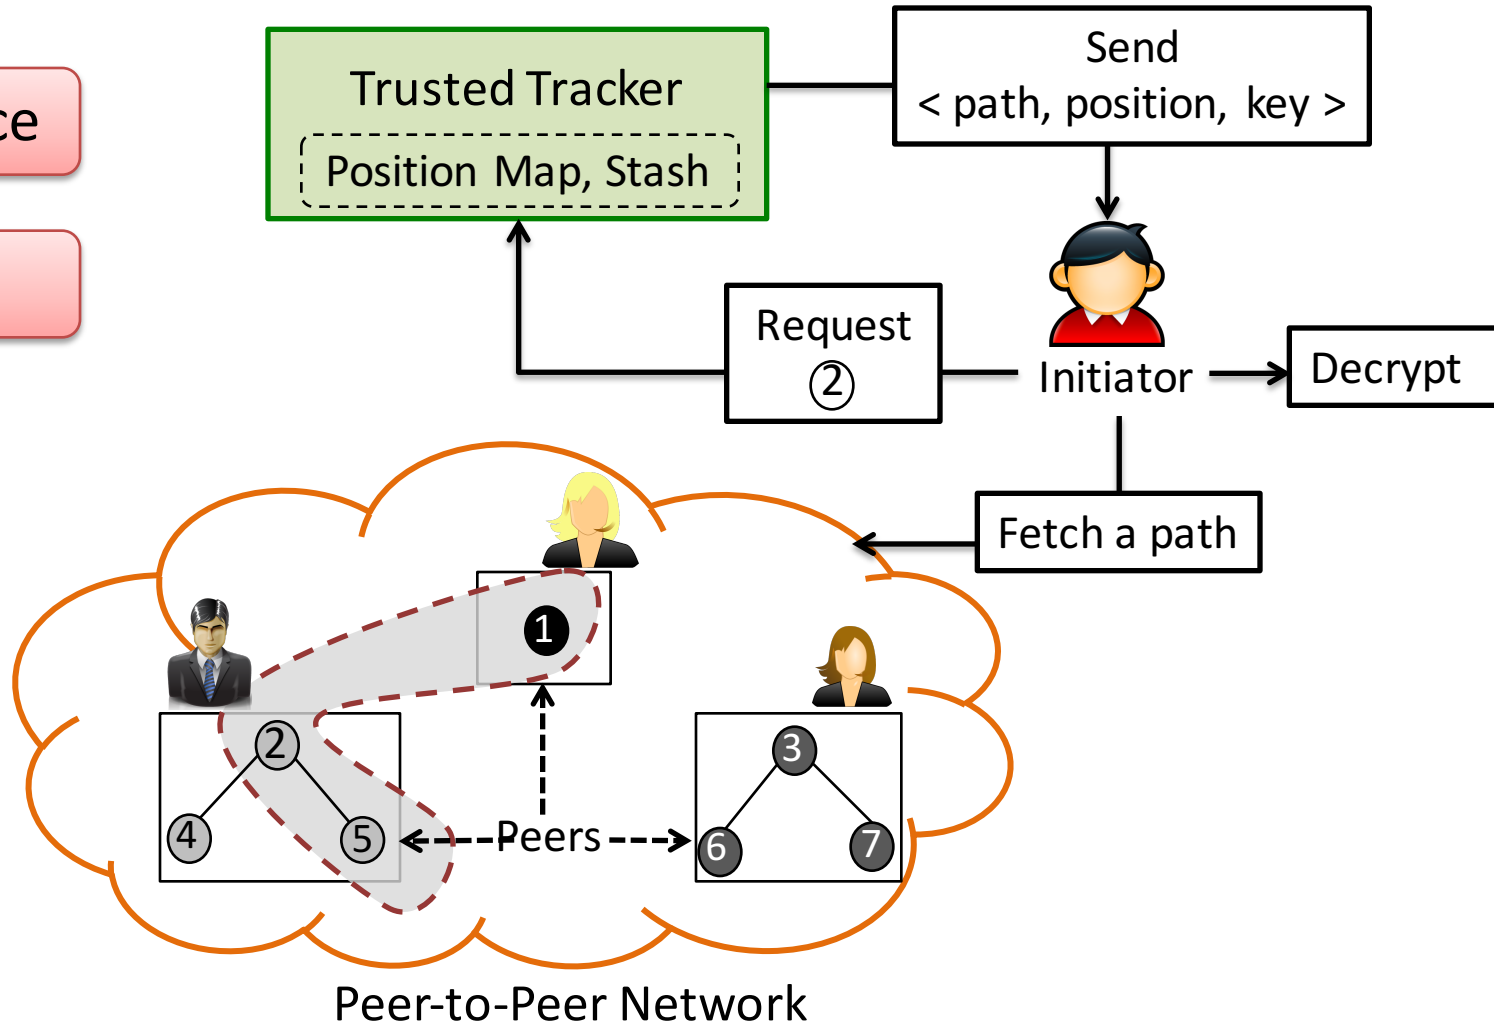 Send
< path, position, key >
Trusted Tracker
Position Map, Stash
Request
2
Initiator
Decrypt
Fetch a path
1
2
3
4
5
Peers
6
7
Peer-to-Peer Network